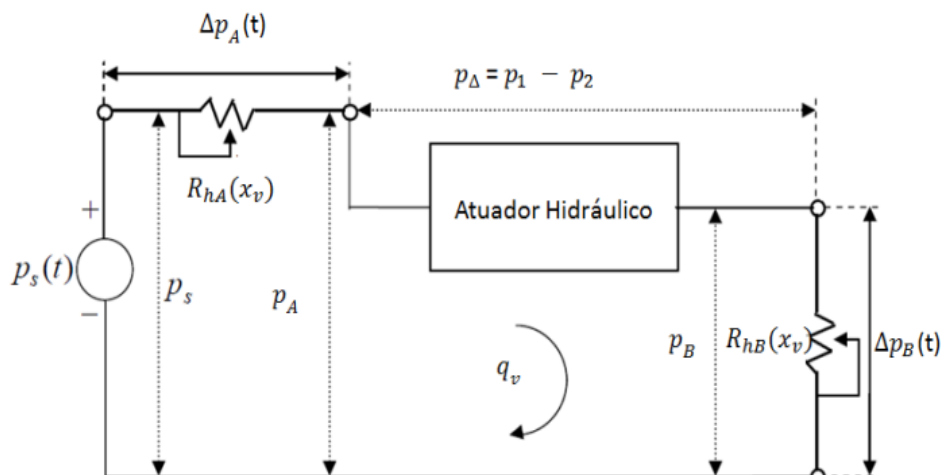 Δp_A(t)
p_Δ = p_1 − p_2
R_hA(x_v)
Atuador Hidráulico
+
p_s(t)
−
p_s
p_A
q_v
p_B
R_hB(x_v)
Δp_B(t)